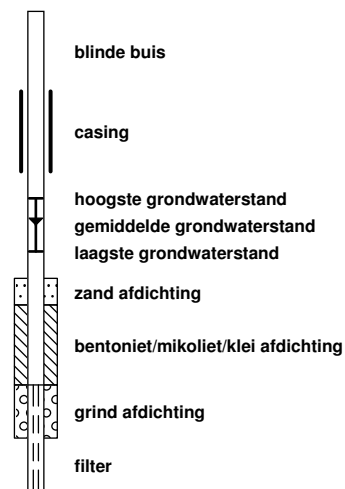 blinde buis
casing
hoogste grondwaterstand
gemiddelde grondwaterstand
laagste grondwaterstand
zand afdichting
bentoniet/mikoliet/klei afdichting
grind afdichting
filter